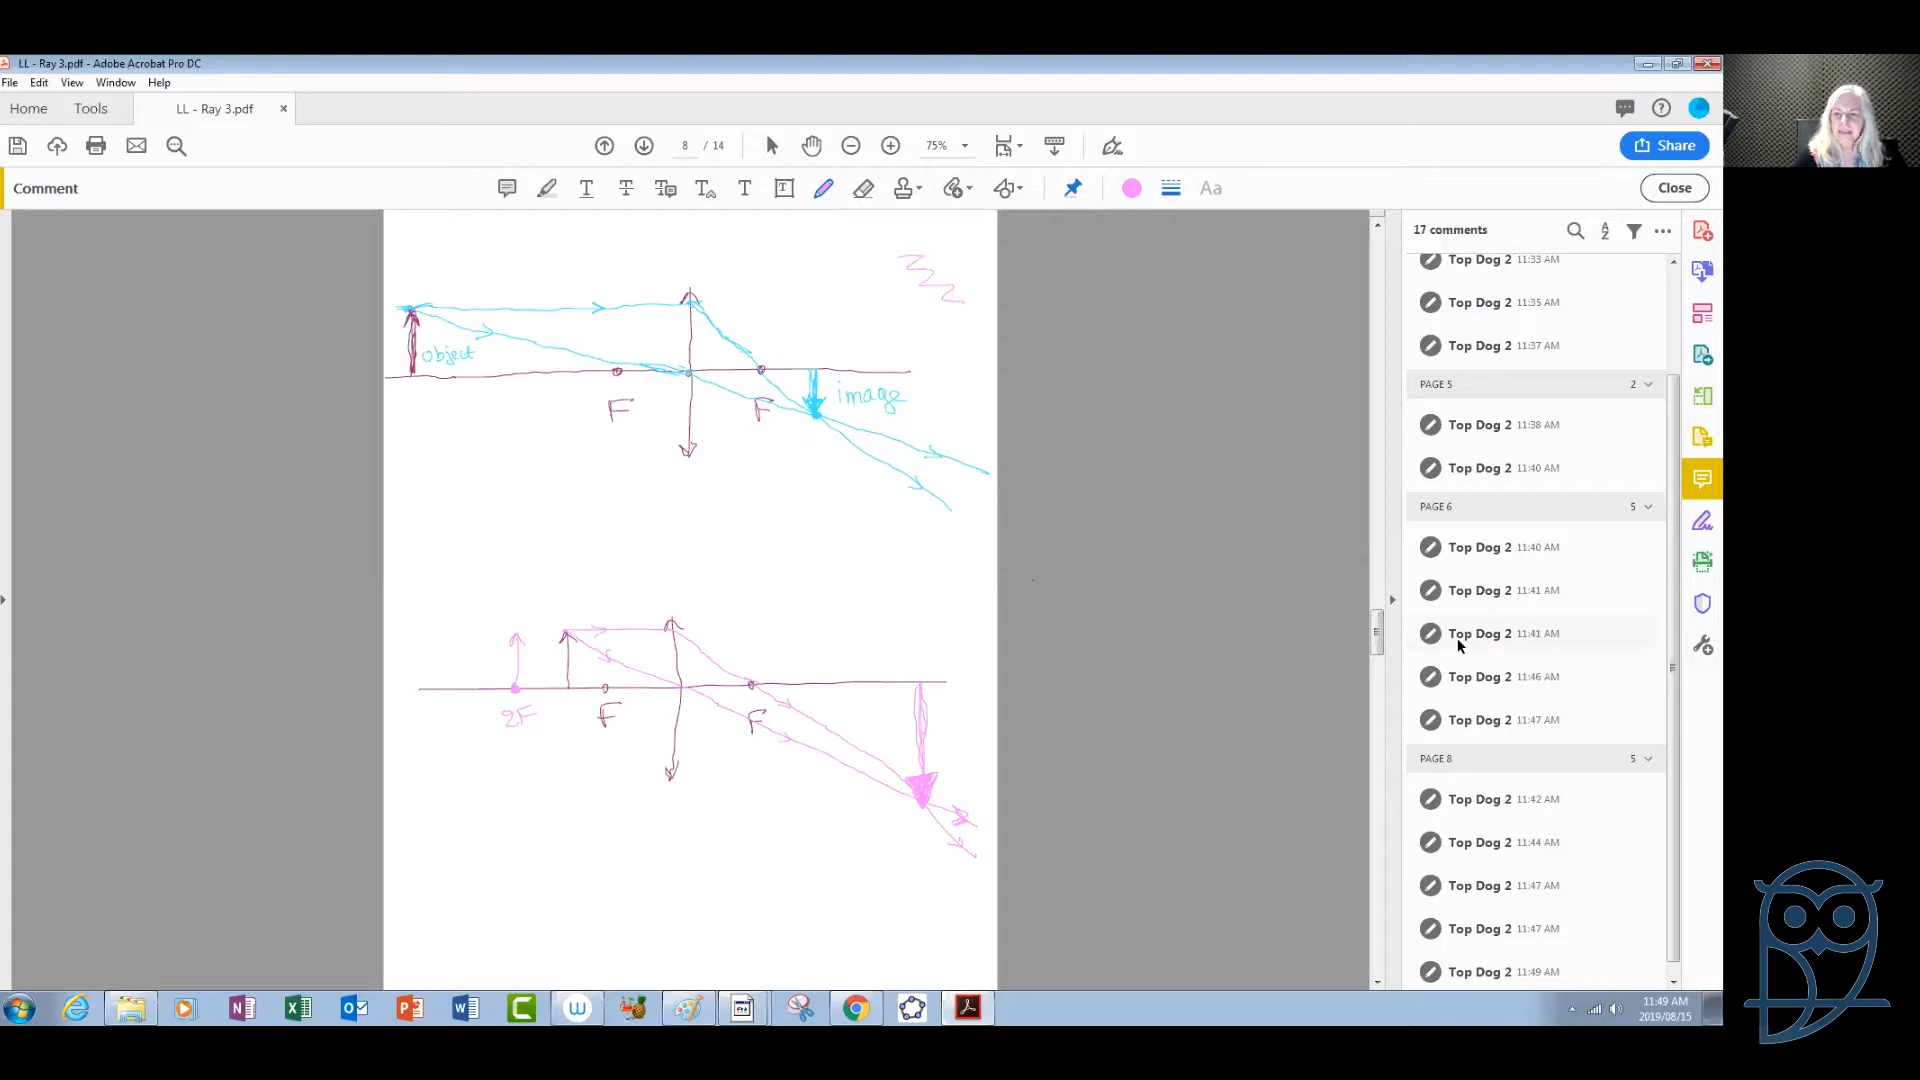 LL - Ray 3.pdf - Adobe Acrobat Pro DC
File Edit View Window Help
Home Tools LL - Ray 3.pdf ×
8 / 14 75% Share
Comment Aa Close
17 comments
Top Dog 2 11:33 AM
Top Dog 2 11:35 AM
Top Dog 2 11:37 AM
PAGE 5 2
Top Dog 2 11:38 AM
Top Dog 2 11:40 AM
PAGE 6 5
Top Dog 2 11:40 AM
Top Dog 2 11:41 AM
Top Dog 2 11:41 AM
Top Dog 2 11:46 AM
Top Dog 2 11:47 AM
PAGE 8 5
Top Dog 2 11:42 AM
Top Dog 2 11:44 AM
Top Dog 2 11:47 AM
Top Dog 2 11:47 AM
Top Dog 2 11:49 AM
object
image
F F
2F F F
11:49 AM
2019/08/15